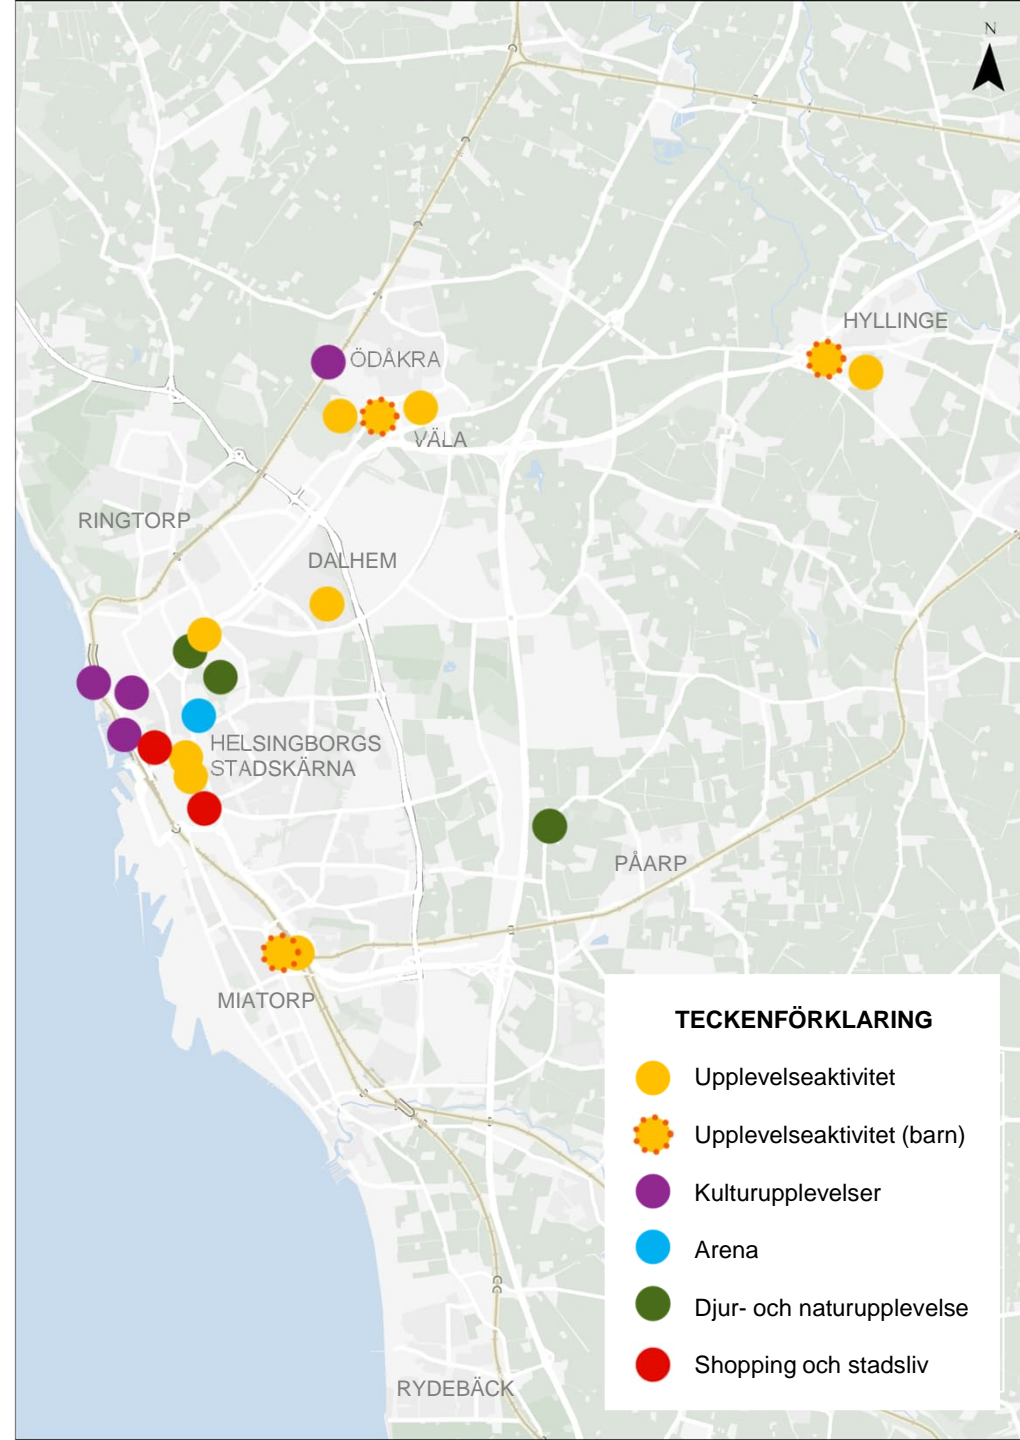 N
HYLLINGE
ÖDÅKRA
VÄLA
RINGTORP
DALHEM
HELSINGBORGS
STADSKÄRNA
PÅARP
MIATORP
RYDEBÄCK
TECKENFÖRKLARING
Upplevelseaktivitet
Upplevelseaktivitet (barn)
Kulturupplevelser
Arena
Djur- och naturupplevelse
Shopping och stadsliv